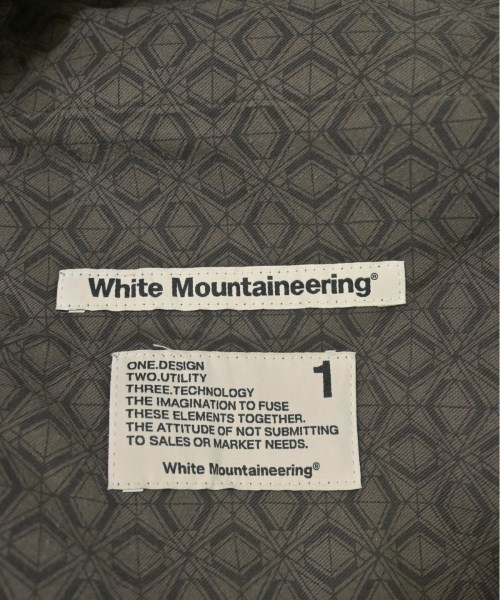 White Mountaineering®
1
ONE.DESIGN
TWO.UTILITY
THREE.TECHNOLOGY
THE IMAGINATION TO FUSE
THESE ELEMENTS TOGETHER.
THE ATTITUDE OF NOT SUBMITTING
TO SALES OR MARKET NEEDS.
White Mountaineering®